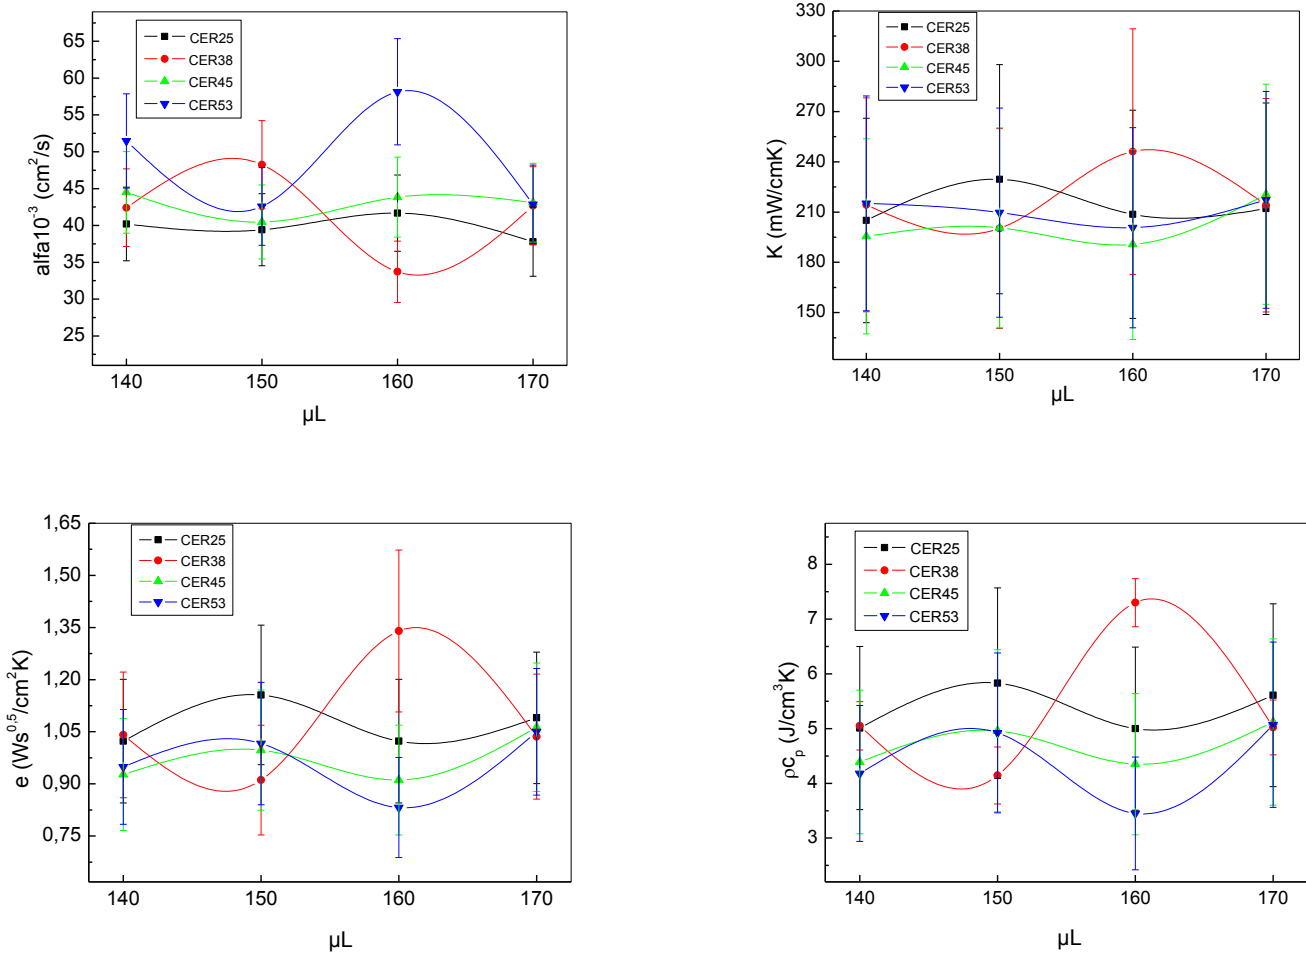 65
60
55
50
45
40
35
30
25
alfa10⁻³ (cm²/s)
CER25
CER38
CER45
CER53
140 150 160 170
µL
330
300
270
240
210
180
150
K (mW/cmK)
CER25
CER38
CER45
CER53
140 150 160 170
µL
1,65
1,50
1,35
1,20
1,05
0,90
0,75
e (Ws⁰·⁵/cm²K)
CER25
CER38
CER45
CER53
140 150 160 170
µL
8
7
6
5
4
3
ρcₚ (J/cm³K)
CER25
CER38
CER45
CER53
140 150 160 170
µL